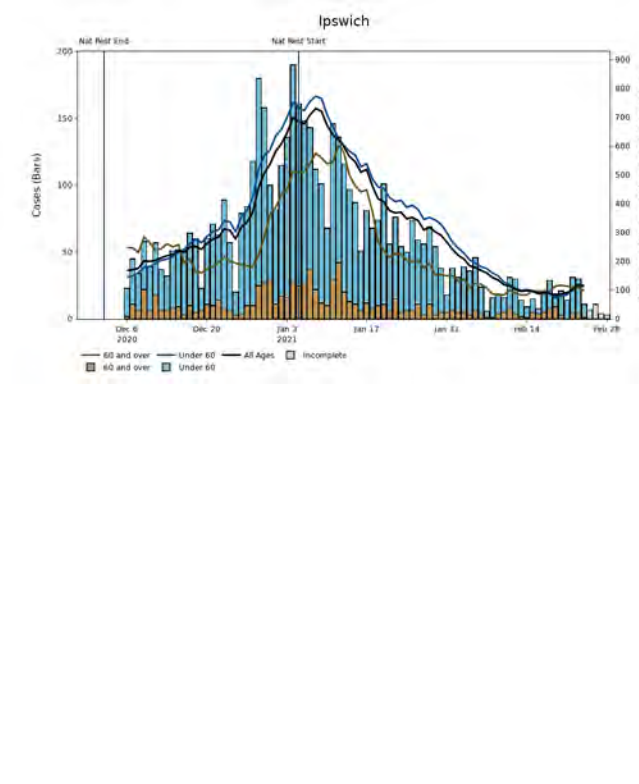 Ipswich
Nat Rest End
Nat Rest Start
200
150
100
50
0
Cases (Bars)
900
800
700
600
500
400
300
200
100
0
Dec 6
2020
Dec 20
Jan 3
2021
Jan 17
Jan 31
Feb 14
Feb 28
60 and over
Under 60
All Ages
Incomplete
60 and over
Under 60